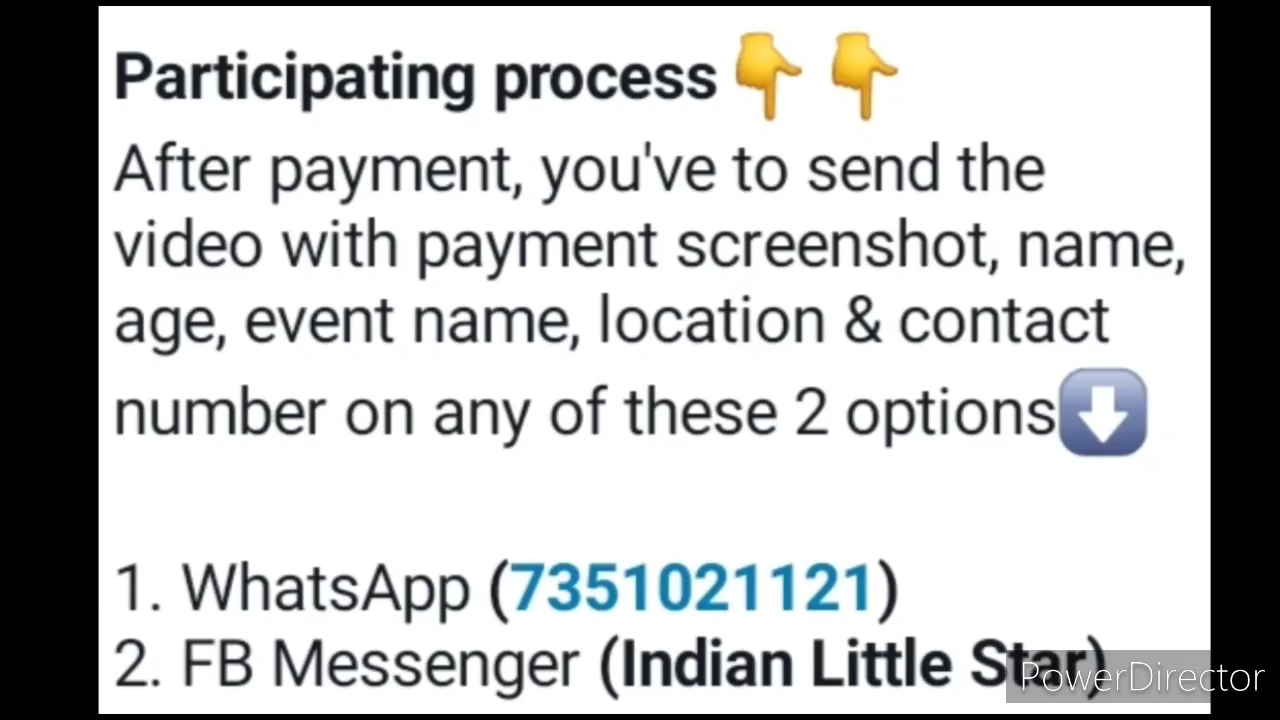 Participating process👇 👇
After payment, you've to send the
video with payment screenshot, name,
age, event name, location & contact
number on any of these 2 options⬇️
1. WhatsApp (7351021121)
2. FB Messenger (Indian Little Star)
PowerDirector